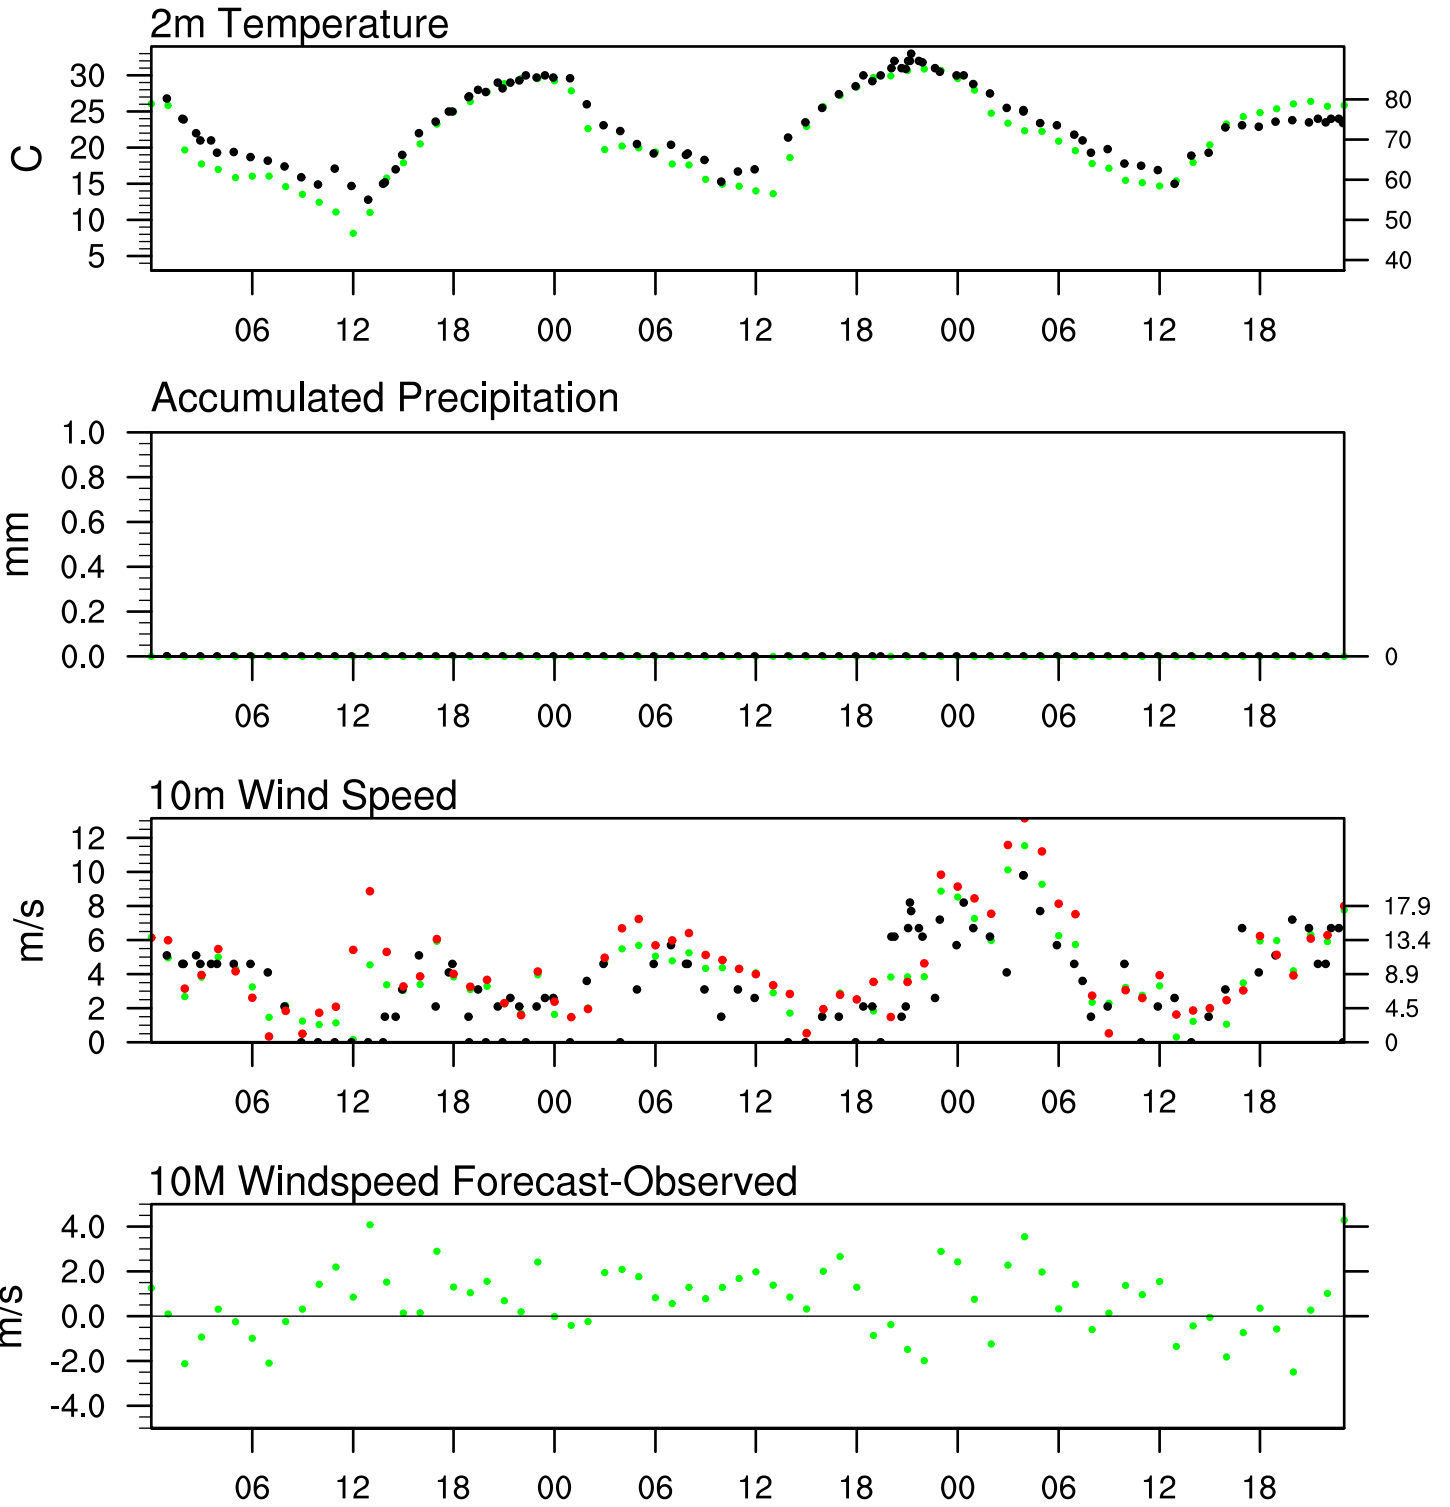 2m Temperature
30
25
20
15
10
5
C
80
70
60
50
40
06 12 18 00 06 12 18 00 06 12 18
Accumulated Precipitation
1.0
0.8
0.6
0.4
0.2
0.0
mm
0
06 12 18 00 06 12 18 00 06 12 18
10m Wind Speed
12
10
8
6
4
2
0
m/s
17.9
13.4
8.9
4.5
0
06 12 18 00 06 12 18 00 06 12 18
10M Windspeed Forecast-Observed
4.0
2.0
0.0
-2.0
-4.0
m/s
06 12 18 00 06 12 18 00 06 12 18